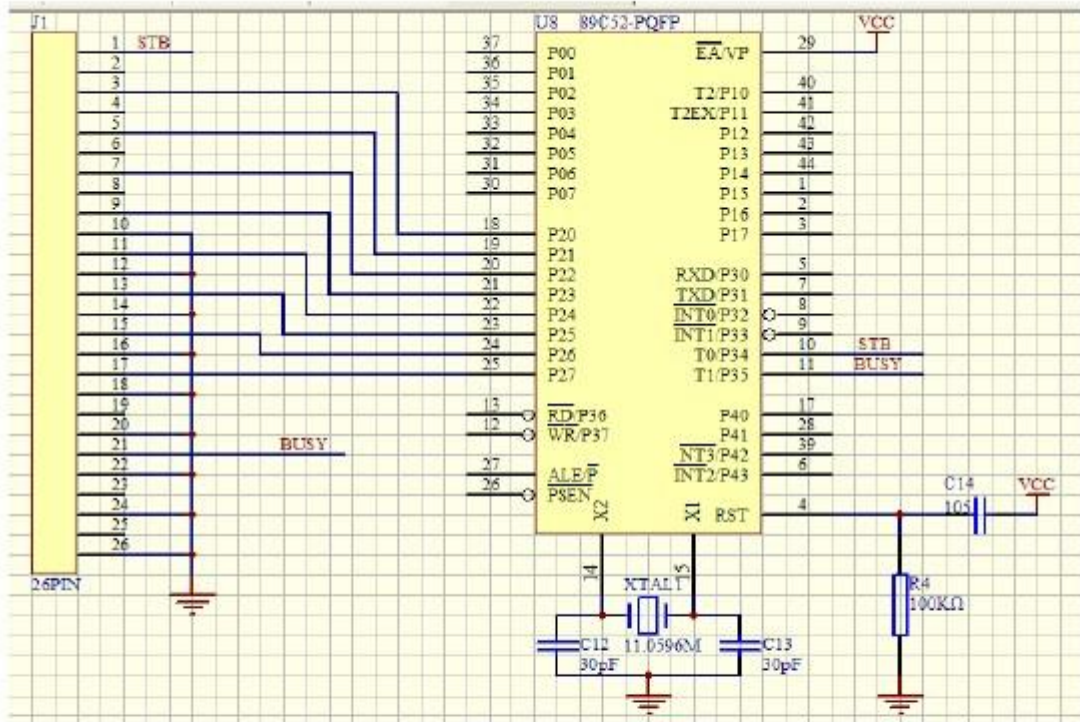 J1
1 STB
2
3
4
5
6
7
8
9
10
11
12
13
14
15
16
17
18
19
20
21 BUSY
22
23
24
25
26
26PIN
U8 89C52-PQFP
37 P00
36 P01
35 P02
34 P03
33 P04
32 P05
31 P06
30 P07
18 P20
19 P21
20 P22
21 P23
22 P24
23 P25
24 P26
25 P27
13 RD/P36
12 WR/P37
27 ALE/P
26 PSEN
EA/VP 29 VCC
T2/P10 40
T2EX/P11 41
P12 42
P13 43
P14 44
P15 1
P16 2
P17 3
RXD/P30 5
TXD/P31 7
INT0/P32 8
INT1/P33 9
T0/P34 10 STB
T1/P35 11 BUSY
P40 17
P41 28
NT3/P42 39
INT2/P43 6
RST 4
X2 X1
14 15
XTAL1
11.0596M
C12
30pF
C13
30pF
C14
105
VCC
R4
100KΩ